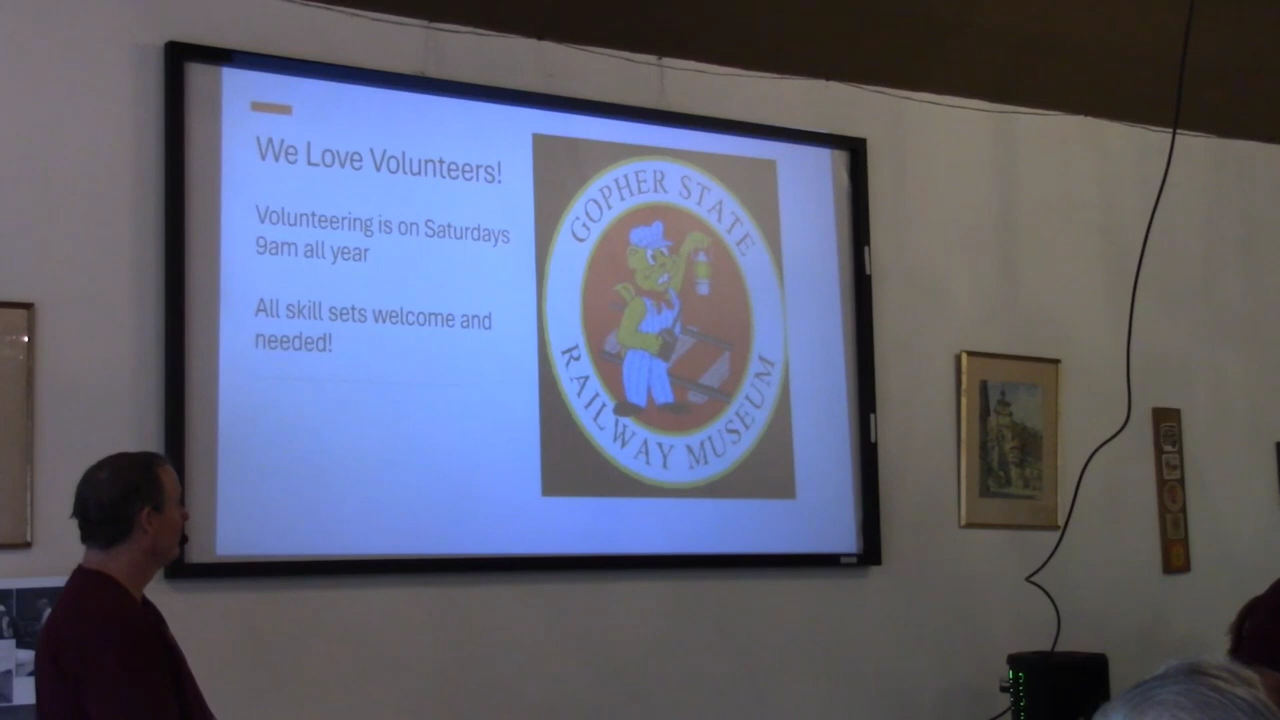 We Love Volunteers!
Volunteering is on Saturdays
9am all year
All skill sets welcome and
needed!
GOPHER STATE
RAILWAY MUSEUM